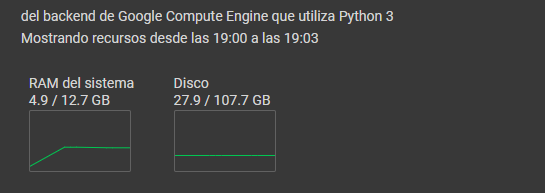 del backend de Google Compute Engine que utiliza Python 3
Mostrando recursos desde las 19:00 a las 19:03
RAM del sistema
4.9 / 12.7 GB
Disco
27.9 / 107.7 GB